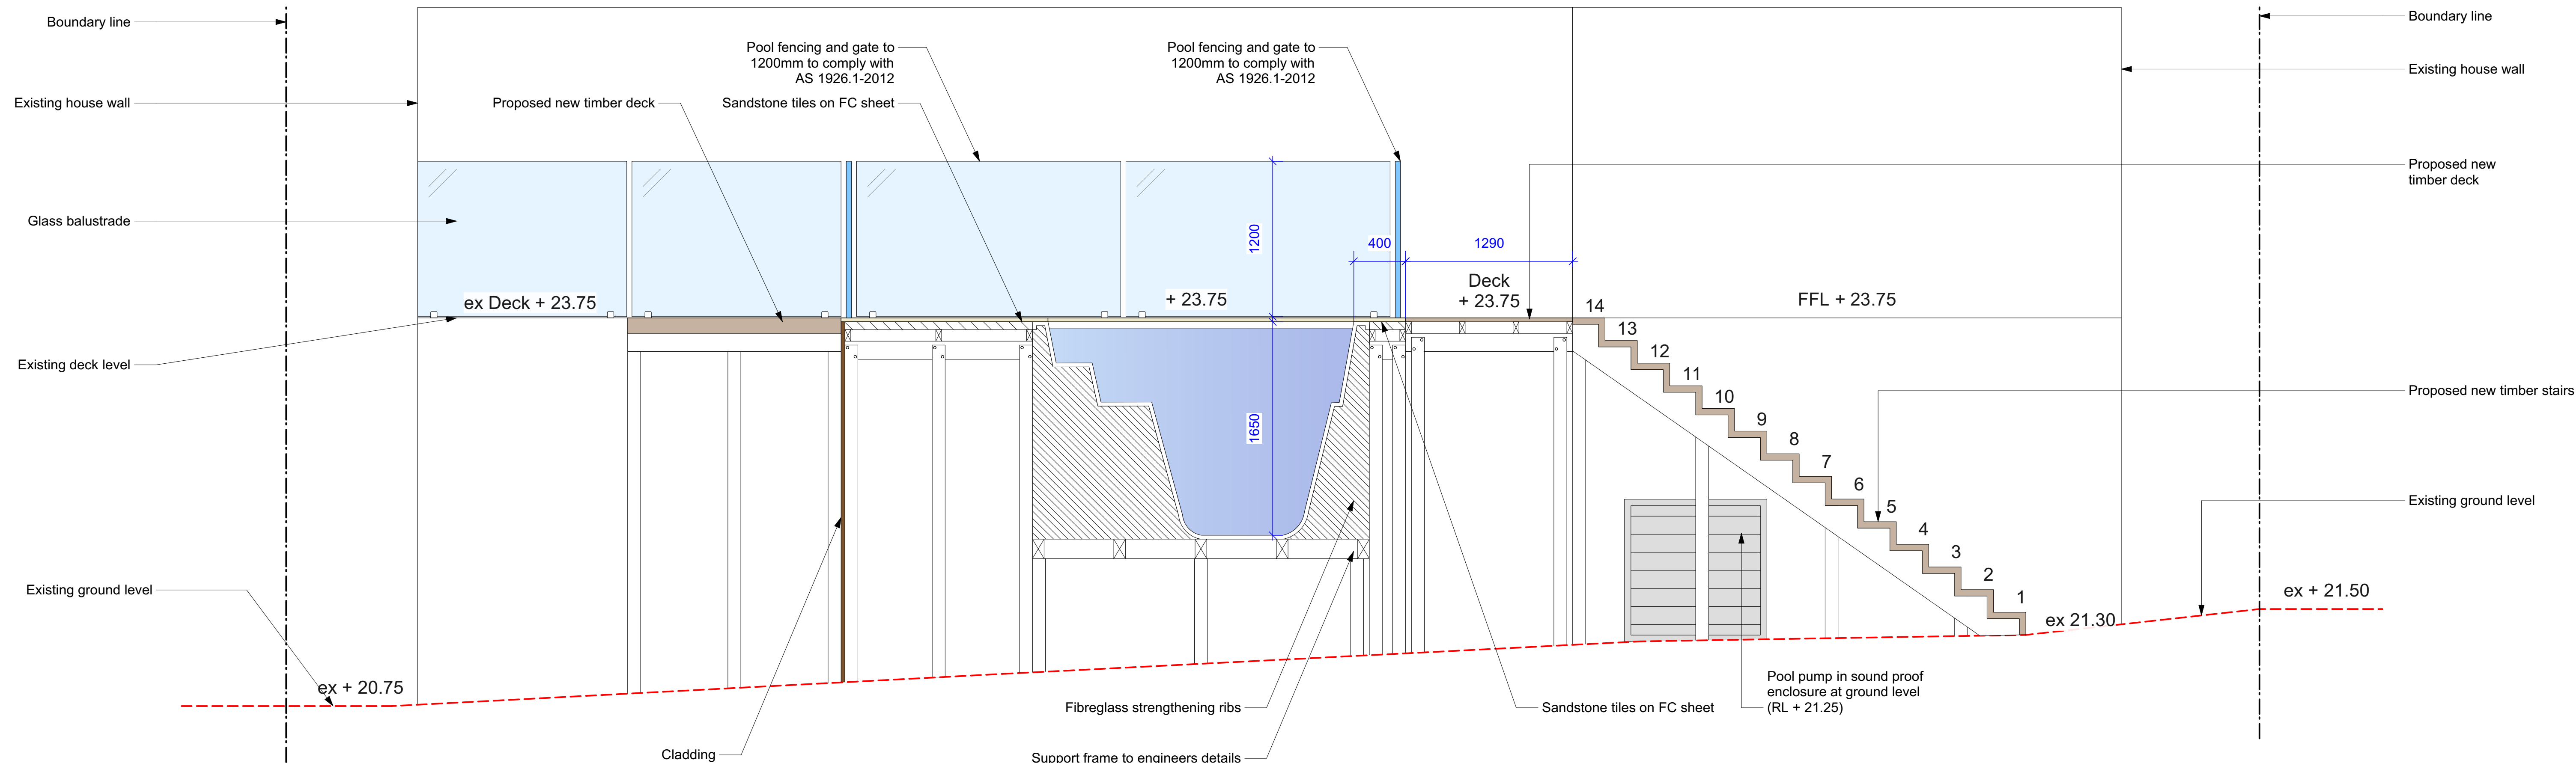 Boundary line
Existing house wall
Glass balustrade
Existing deck level
Existing ground level
Proposed new timber deck
Pool fencing and gate to
1200mm to comply with
AS 1926.1-2012
Sandstone tiles on FC sheet
Pool fencing and gate to
1200mm to comply with
AS 1926.1-2012
Boundary line
Existing house wall
Proposed new
timber deck
Proposed new timber stairs
Existing ground level
1200
400
1290
1650
ex Deck + 23.75
+ 23.75
Deck
+ 23.75
FFL + 23.75
14
13
12
11
10
9
8
7
6
5
4
3
2
1
ex + 21.50
ex 21.30
ex + 20.75
Pool pump in sound proof
enclosure at ground level
(RL + 21.25)
Fibreglass strengthening ribs
Sandstone tiles on FC sheet
Cladding
Support frame to engineers details